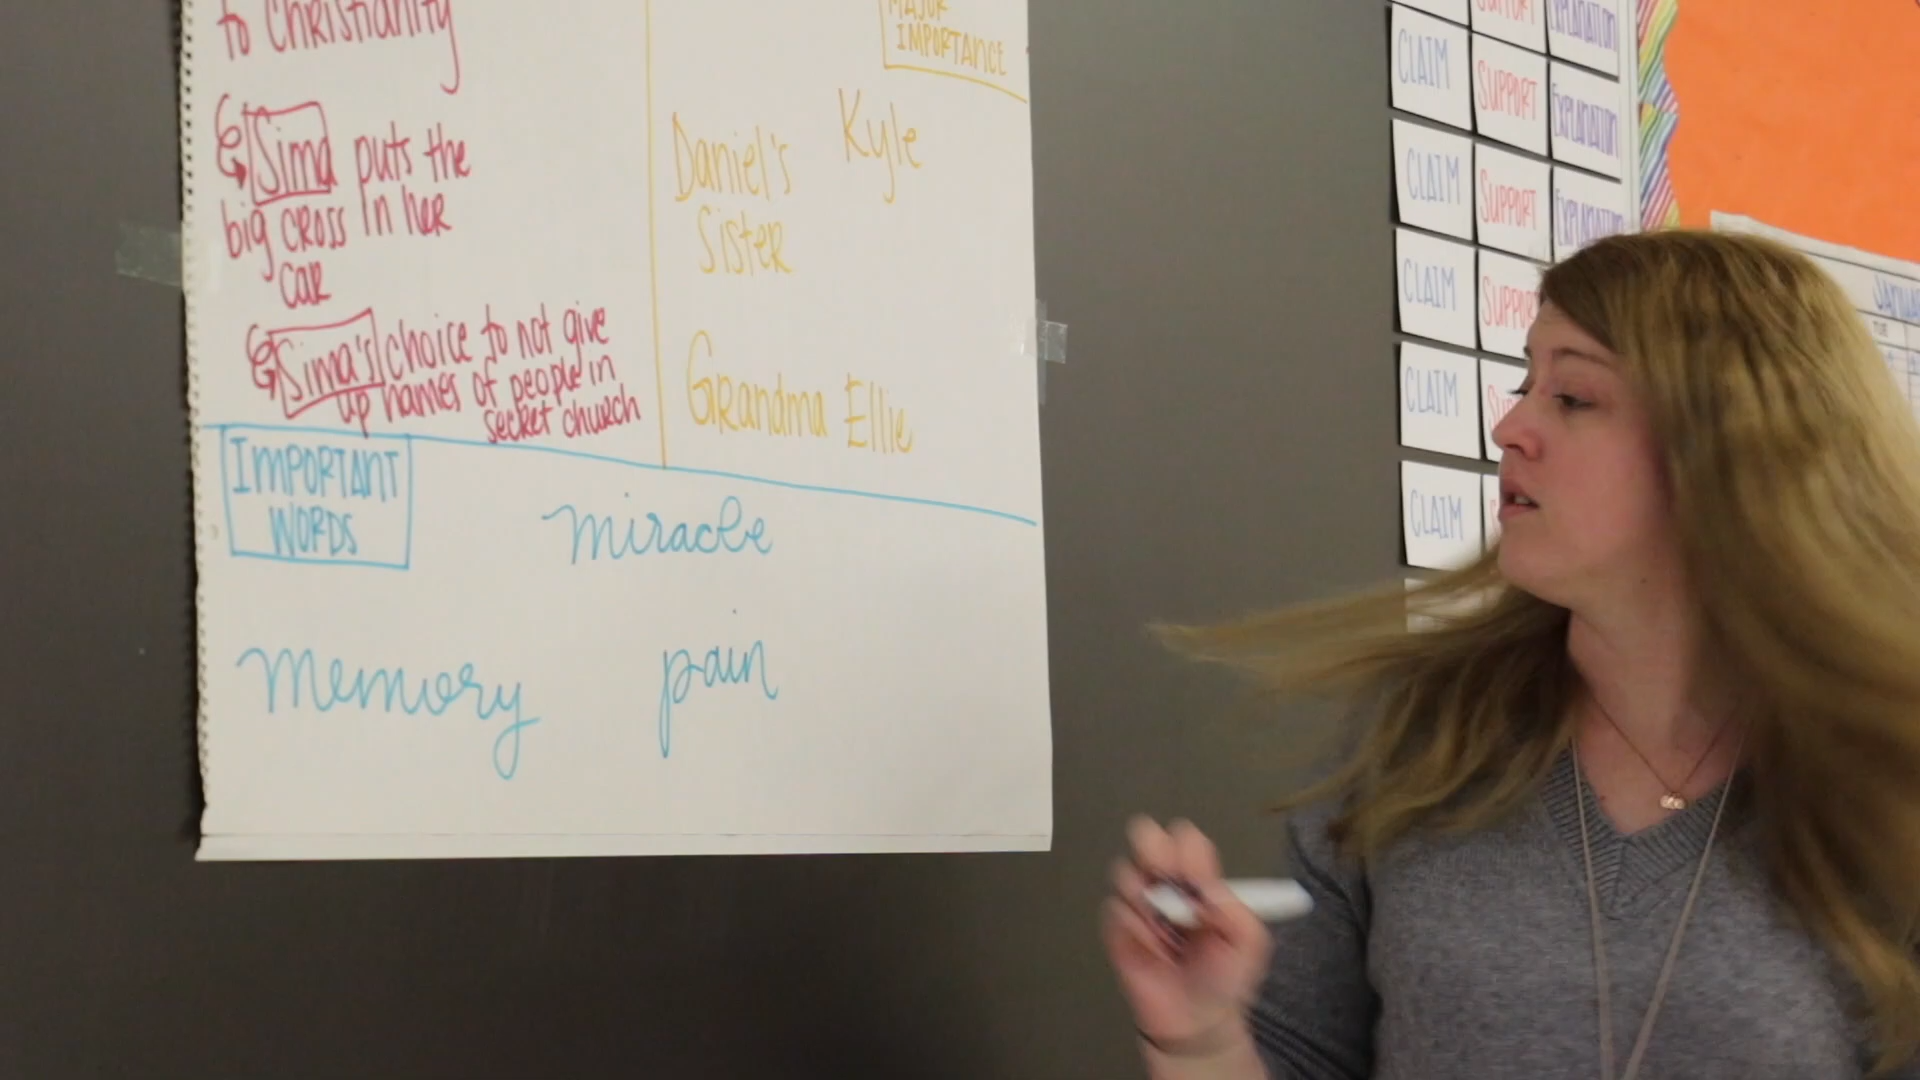 to Christianity
Sima puts the
big cross in her
car
Sima's choice to not give
up names of people in
secret church
MAJOR
IMPORTANCE
Kyle
Daniel's
Sister
Grandma Ellie
IMPORTANT
WORDS
miracle
memory
pain
SUPPORT
EXPLANATION
CLAIM
SUPPORT
EXPLANATION
CLAIM
SUPPORT
EXPLANATION
CLAIM
SUPPORT
CLAIM
CLAIM